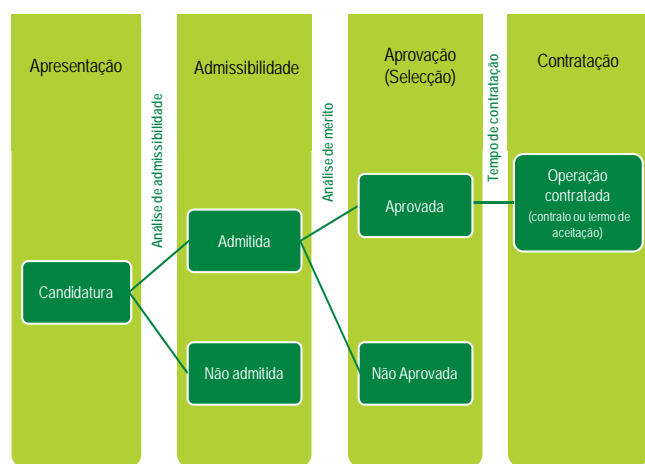 Apresentação
Análise de admissibilidade
Admissibilidade
Análise de mérito
Aprovação
(Selecção)
Tempo de contratação
Contratação
Candidatura
Admitida
Não admitida
Aprovada
Não Aprovada
Operação
contratada
(contrato ou termo de
aceitação)